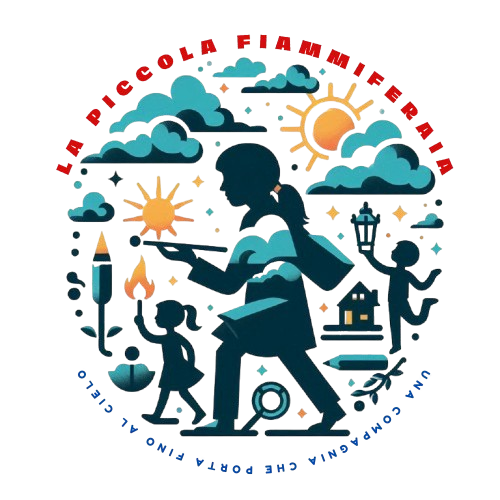 LA PICCOLA FIAMMIFERAIA
UNA COMPAGNIA CHE PORTA FINO AL CIELO